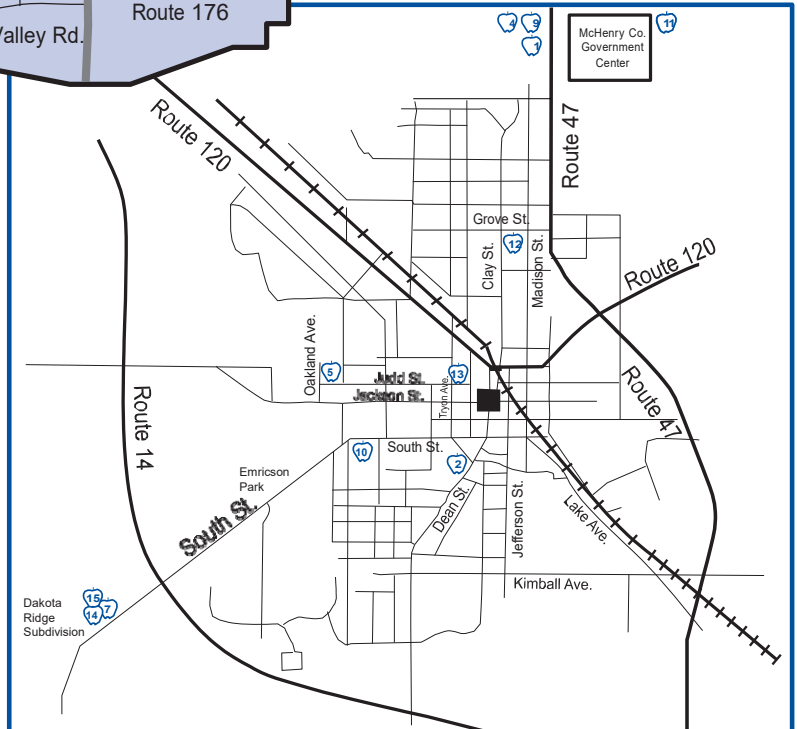 Route 176
Valley Rd.
4
9
1
11
McHenry Co.
Government
Center
Route 120
Route 47
Grove St.
12
Clay St.
Madison St.
Route 120
Oakland Ave.
5
Judd St.
Jackson St.
13
Tryon Ave.
Route 47
Route 14
10
South St.
2
Emricson
Park
South St.
Dean St.
Jefferson St.
Lake Ave.
Kimball Ave.
Dakota
Ridge
Subdivision
15
7
14